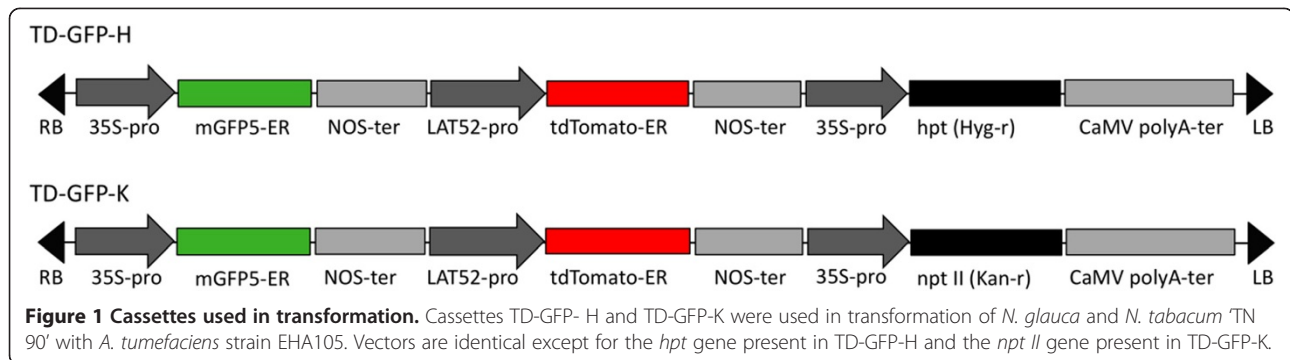 TD-GFP-H
RB 35S-pro mGFP5-ER NOS-ter LAT52-pro tdTomato-ER NOS-ter 35S-pro hpt (Hyg-r) CaMV polyA-ter LB
TD-GFP-K
RB 35S-pro mGFP5-ER NOS-ter LAT52-pro tdTomato-ER NOS-ter 35S-pro npt II (Kan-r) CaMV polyA-ter LB
Figure 1 Cassettes used in transformation. Cassettes TD-GFP- H and TD-GFP-K were used in transformation of N. glauca and N. tabacum ‘TN
90’ with A. tumefaciens strain EHA105. Vectors are identical except for the hpt gene present in TD-GFP-H and the npt II gene present in TD-GFP-K.